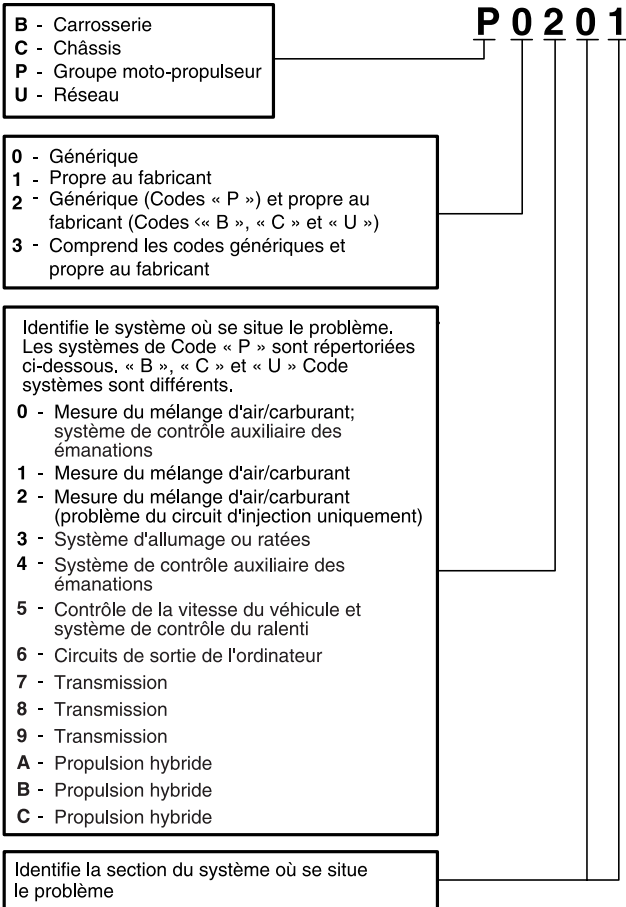 P0201
B - Carrosserie
C - Châssis
P - Groupe moto-propulseur
U - Réseau
0 - Générique
1 - Propre au fabricant
2 - Générique (Codes « P ») et propre au
fabricant (Codes ‹« B », « C » et « U »)
3 - Comprend les codes génériques et
propre au fabricant
Identifie le système où se situe le problème.
Les systèmes de Code « P » sont répertoriées
ci-dessous. « B », « C » et « U » Code
systèmes sont différents.
0 - Mesure du mélange d'air/carburant;
système de contrôle auxiliaire des
émanations
1 - Mesure du mélange d'air/carburant
2 - Mesure du mélange d'air/carburant
(problème du circuit d'injection uniquement)
3 - Système d'allumage ou ratées
4 - Système de contrôle auxiliaire des
émanations
5 - Contrôle de la vitesse du véhicule et
système de contrôle du ralenti
6 - Circuits de sortie de l'ordinateur
7 - Transmission
8 - Transmission
9 - Transmission
A - Propulsion hybride
B - Propulsion hybride
C - Propulsion hybride
Identifie la section du système où se situe
le problème